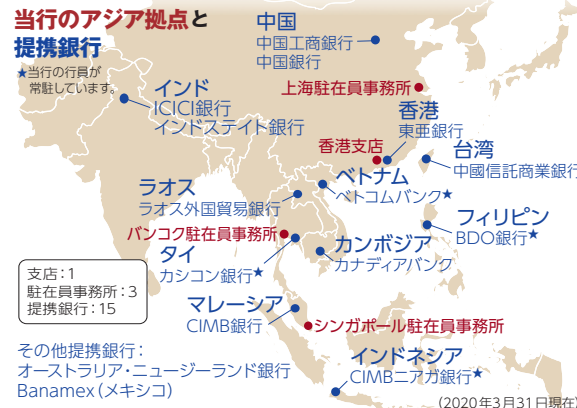 当行のアジア拠点と
提携銀行
★当行の行員が
常駐しています。
中国
中国工商銀行
中国銀行
上海駐在員事務所
インド
ICICI銀行
インドステイト銀行
香港
東亜銀行
香港支店
台湾
中國信託商業銀行
ベトナム
ベトコムバンク★
ラオス
ラオス外国貿易銀行
フィリピン
BDO銀行★
バンコク駐在員事務所
タイ
カシコン銀行★
カンボジア
カナディアバンク
支店：1
駐在員事務所：3
提携銀行：15
マレーシア
CIMB銀行
シンガポール駐在員事務所
その他提携銀行：
オーストラリア・ニュージーランド銀行
Banamex（メキシコ）
インドネシア
CIMBニアガ銀行★
（2020年3月31日現在）